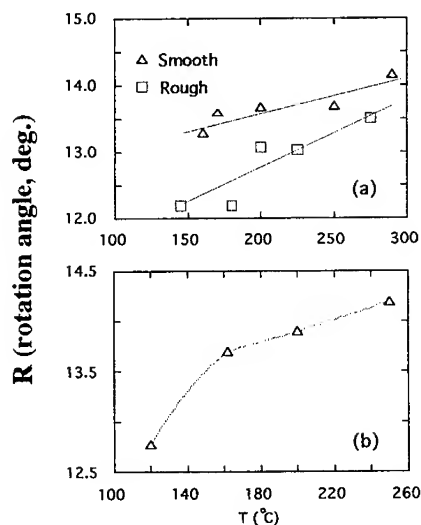 15.0
△ Smooth
14.0
□ Rough
13.0
(a)
12.0
100 150 200 250 300
R (rotation angle, deg.)
14.5
13.5
(b)
12.5
100 140 180 220 260
T (°C)